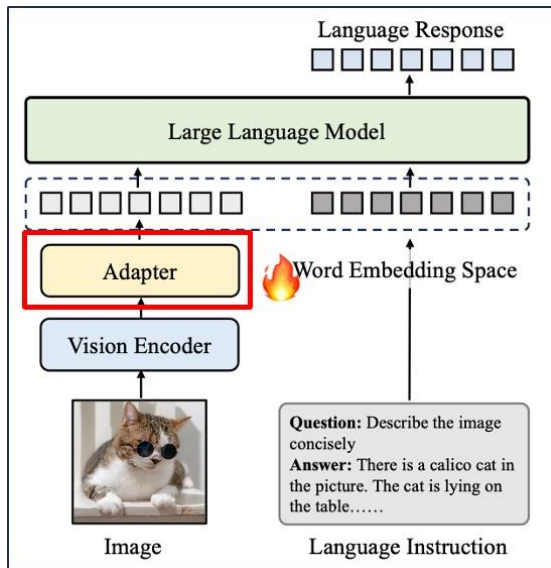 Language Response
Large Language Model
Adapter
Word Embedding Space
Vision Encoder
Question: Describe the image
concisely
Answer: There is a calico cat in
the picture. The cat is lying on
the table......
Image
Language Instruction